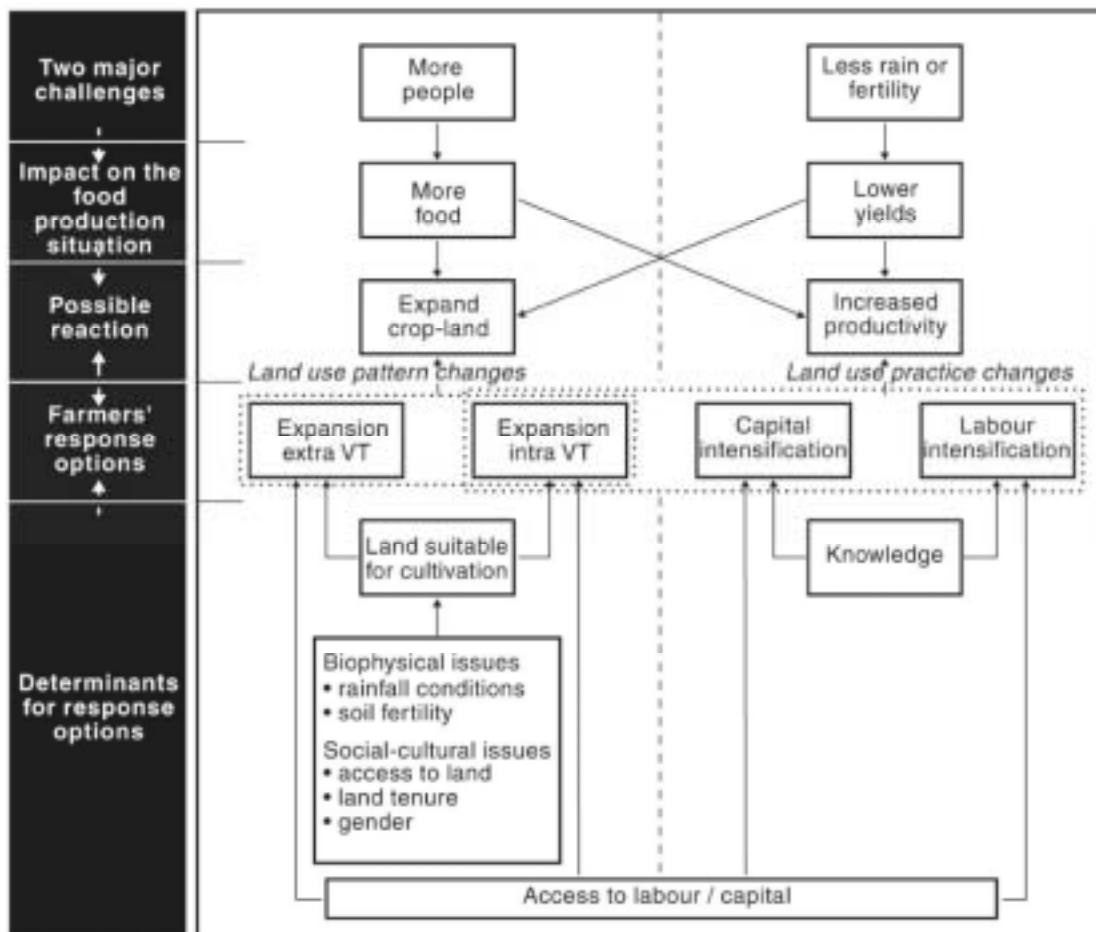 Two major
challenges
Impact on the
food
production
situation
Possible
reaction
Farmers'
response
options
Determinants
for response
options
More
people
Less rain or
fertility
More
food
Lower
yields
Expand
crop-land
Increased
productivity
Land use pattern changes
Land use practice changes
Expansion
extra VT
Expansion
intra VT
Capital
intensification
Labour
intensification
Land suitable
for cultivation
Knowledge
Biophysical issues
• rainfall conditions
• soil fertility
Social-cultural issues
• access to land
• land tenure
• gender
Access to labour / capital